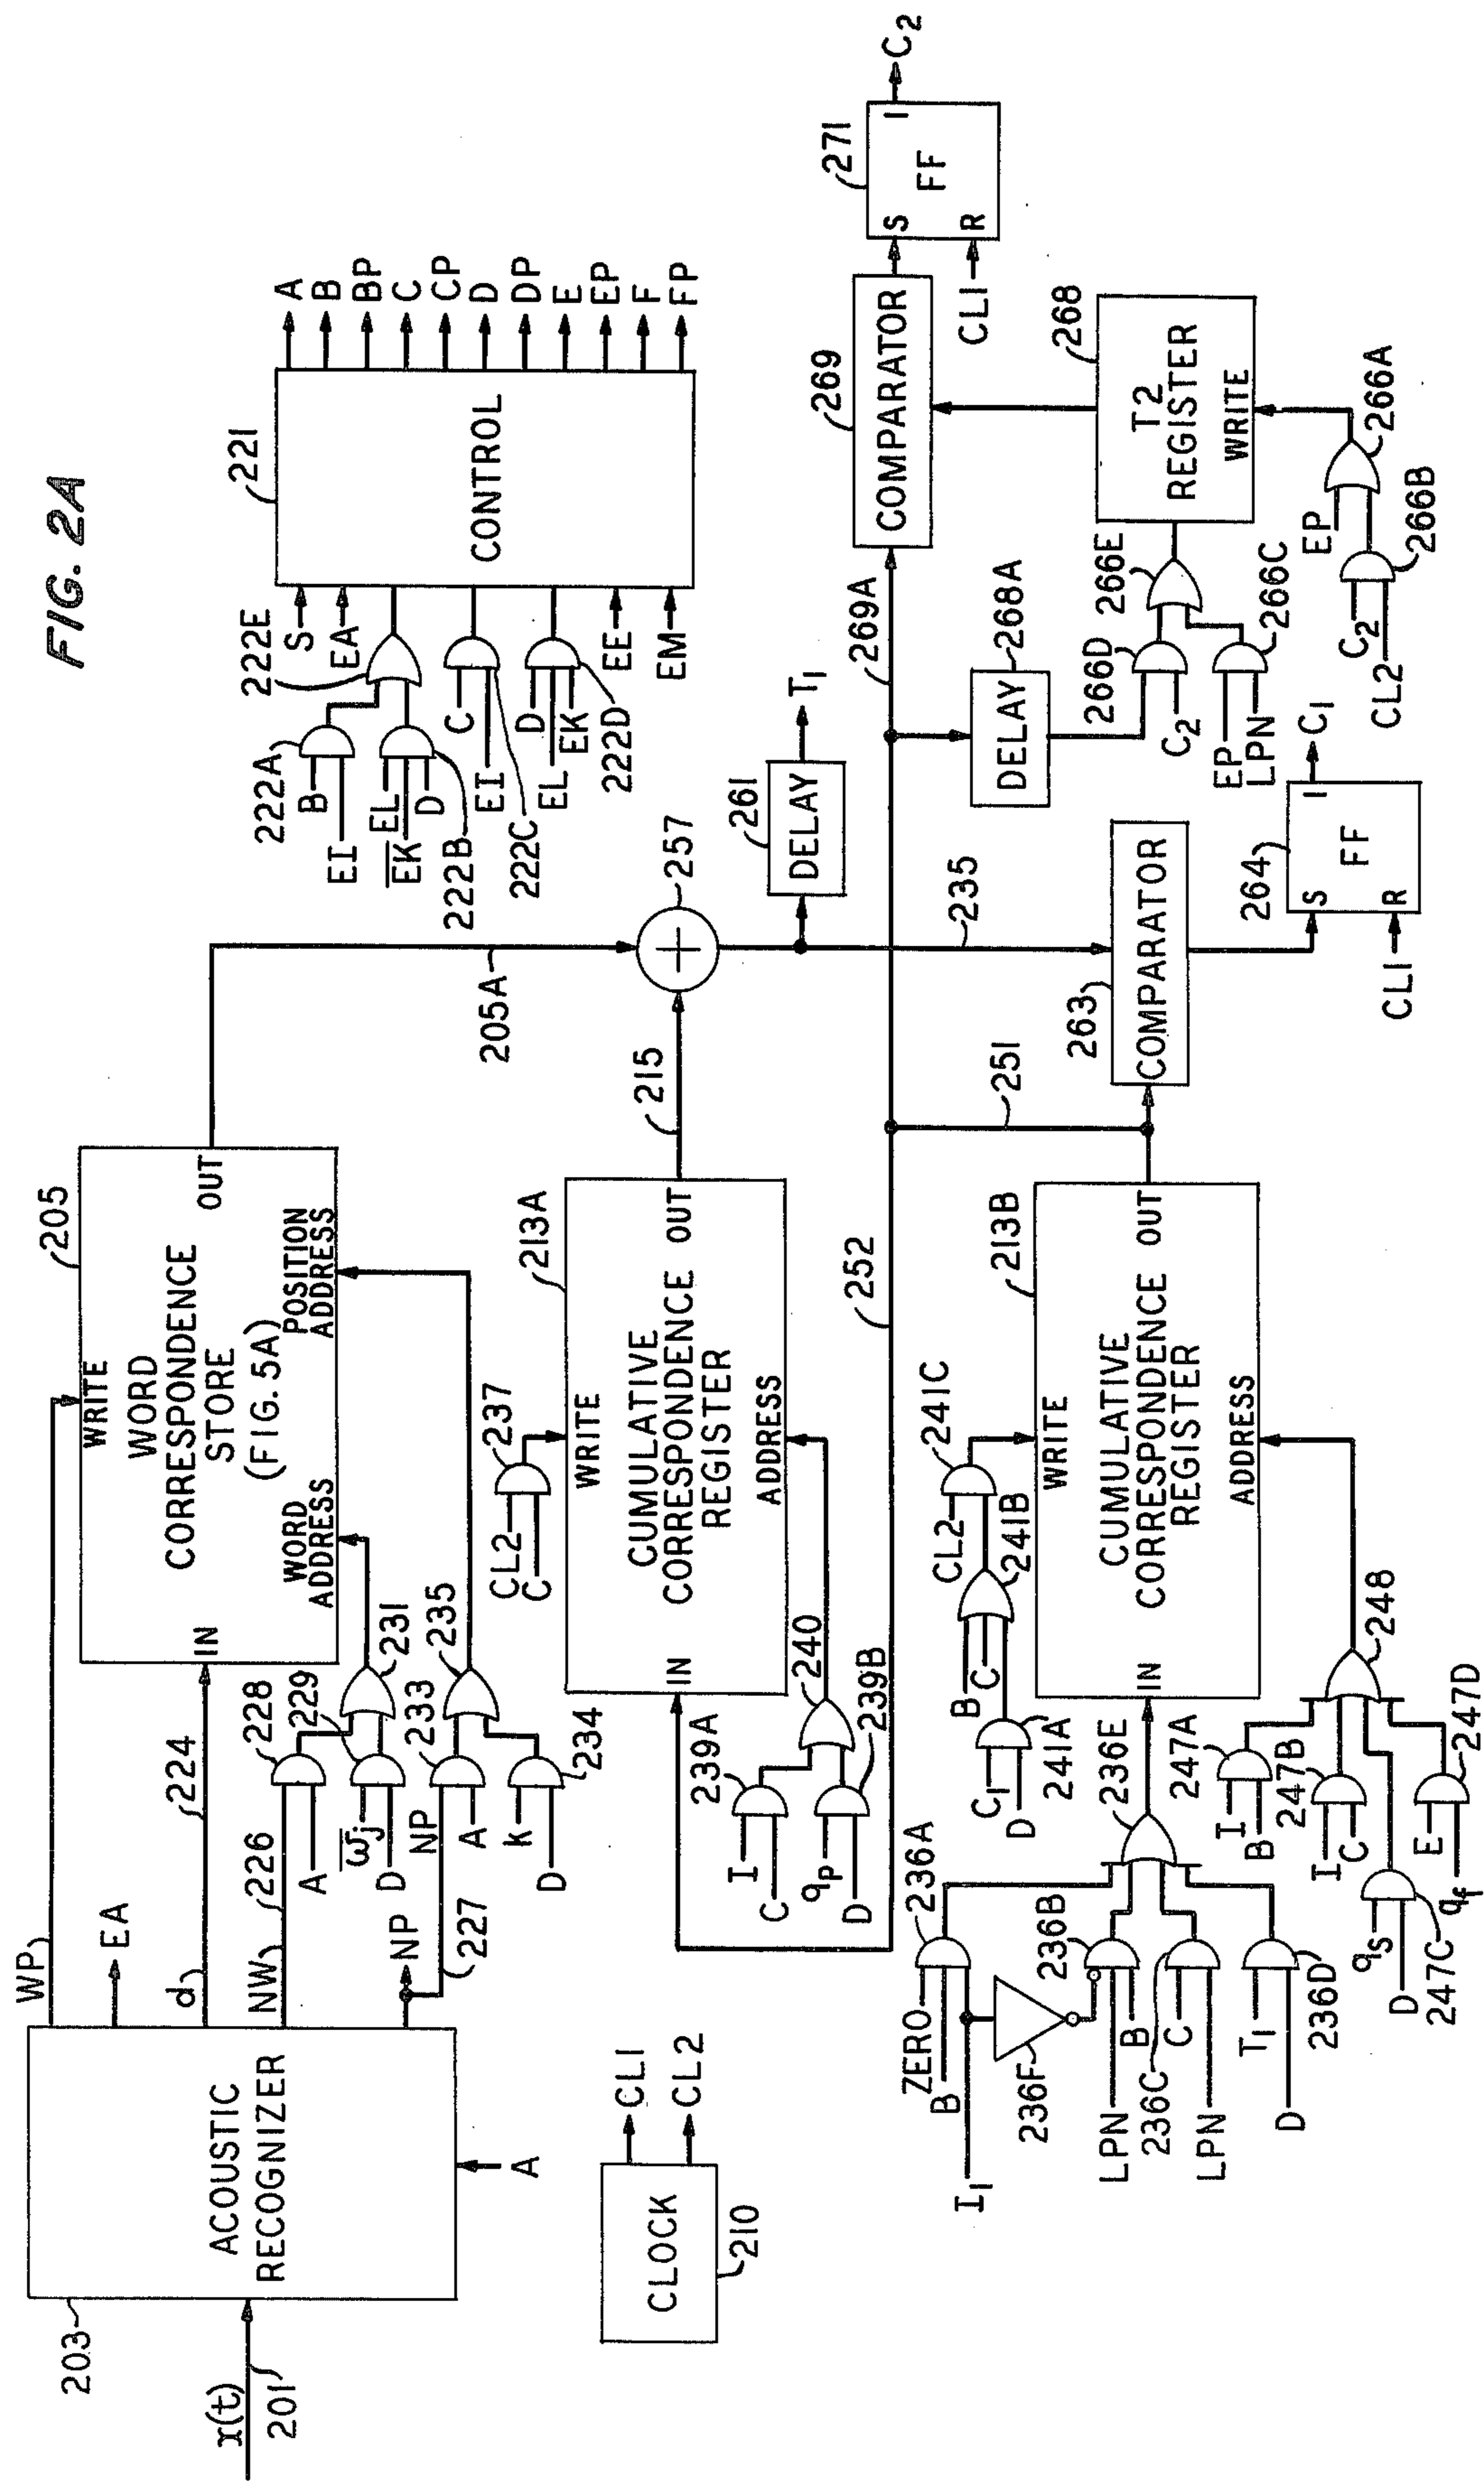 FIG. 2A
x(t)
201
203
ACOUSTIC
RECOGNIZER
A
WP
EA
d
224
NW
226
NP
227
CLOCK
210
CL1
CL2
205
WRITE
WORD
CORRESPONDENCE
STORE
(FIG. 5A)
IN
OUT
WORD
ADDRESS
POSITION
ADDRESS
228
A
229
ω̅j
D
231
NP
233
A
235
k
D
234
205A
213A
WRITE
CUMULATIVE
CORRESPONDENCE
REGISTER
IN
OUT
ADDRESS
CL2
C
237
239A
I
C
240
qP
D
239B
215
257
261
DELAY
T1
252
213B
WRITE
CUMULATIVE
CORRESPONDENCE
REGISTER
IN
OUT
ADDRESS
CL2
241C
B
C
241B
C1
D
241A
ZERO
B
236A
I1
236F
236B
LPN
B
236C
C
LPN
T1
D
236D
236E
247A
I
B
247B
I
C
qS
D
247C
E
qf
247D
248
251
235
263
COMPARATOR
264
S
1
FF
R
CL1
C1
221
CONTROL
S
EA
222E
222A
B
EI
EL
E̅K̅
D
222B
C
EI
222C
D
EL
EK
222D
EE
EM
A
B
BP
C
CP
D
DP
E
EP
F
FP
269A
269
COMPARATOR
268A
DELAY
266D
C2
266E
EP
LPN
266C
268
T2
REGISTER
WRITE
EP
266A
C2
CL2
266B
271
S
1
FF
R
CL1
C2